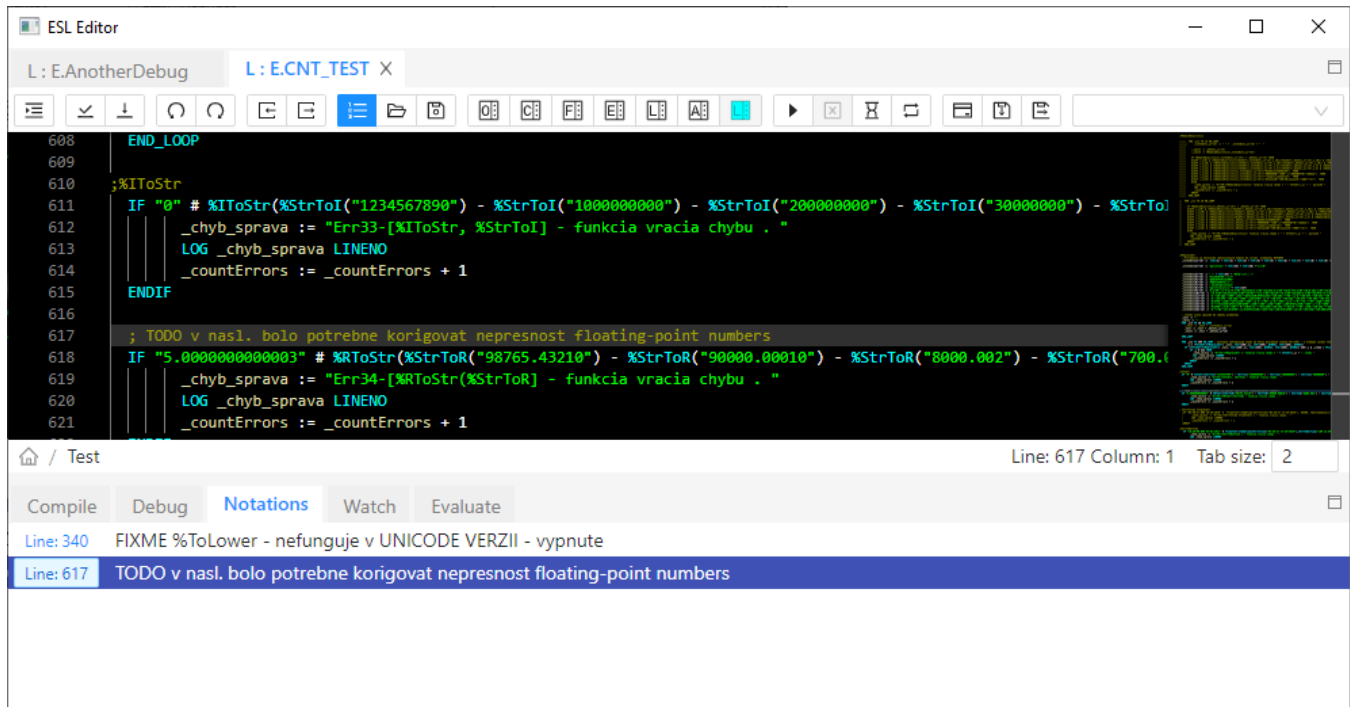 ESL Editor
L : E.AnotherDebug L : E.CNT_TEST
O C F E L A L
608 END_LOOP
609
610 ;%IToStr
611 IF "0" # %IToStr(%StrToI("1234567890") - %StrToI("1000000000") - %StrToI("200000000") - %StrToI("30000000") - %StrToI
612 _chyb_sprava := "Err33-[%IToStr, %StrToI] - funkcia vracia chybu . "
613 LOG _chyb_sprava LINENO
614 _countErrors := _countErrors + 1
615 ENDIF
616
617 ; TODO v nasl. bolo potrebne korigovat nepresnost floating-point numbers
618 IF "5.0000000000003" # %RToStr(%StrToR("98765.43210") - %StrToR("90000.00010") - %StrToR("8000.002") - %StrToR("700.
619 _chyb_sprava := "Err34-[%RToStr(%StrToR] - funkcia vracia chybu . "
620 LOG _chyb_sprava LINENO
621 _countErrors := _countErrors + 1
/ Test Line: 617 Column: 1 Tab size: 2
Compile Debug Notations Watch Evaluate
Line: 340 FIXME %ToLower - nefunguje v UNICODE VERZII - vypnute
Line: 617 TODO v nasl. bolo potrebne korigovat nepresnost floating-point numbers